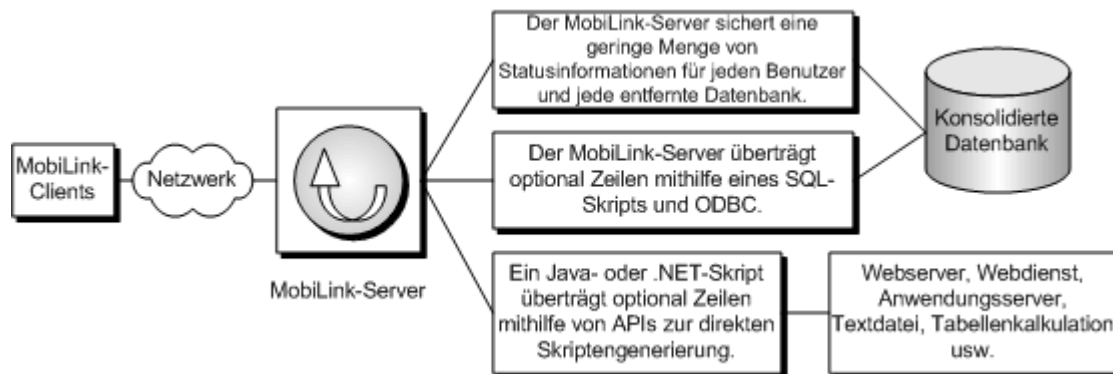 MobiLink-
Clients
Netzwerk
MobiLink-Server
Der MobiLink-Server sichert eine
geringe Menge von
Statusinformationen für jeden Benutzer
und jede entfernte Datenbank.
Der MobiLink-Server überträgt
optional Zeilen mithilfe eines SQL-
Skripts und ODBC.
Ein Java- oder .NET-Skript
überträgt optional Zeilen
mithilfe von APIs zur direkten
Skriptengenerierung.
Konsolidierte
Datenbank
Webserver, Webdienst,
Anwendungsserver,
Textdatei, Tabellenkalkulation
usw.